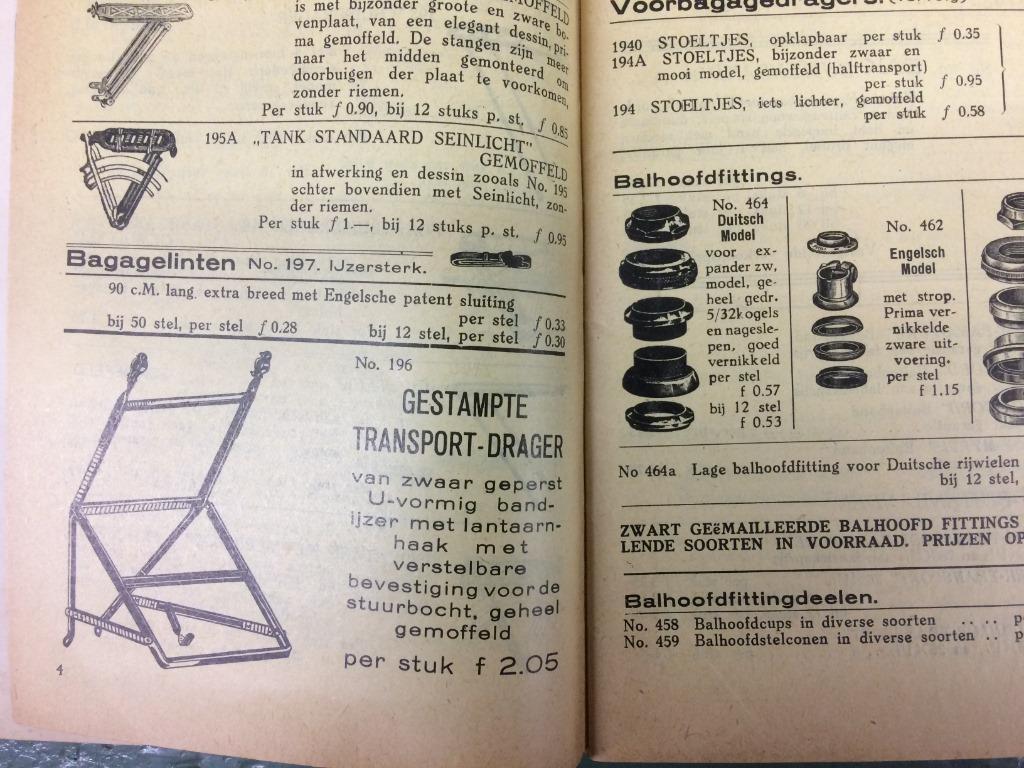 GEMOFFELD
is met bijzonder groote en zware bo-
venplaat, van een elegant dessin, pri-
ma gemoffeld. De stangen zijn meer
naar het midden gemonteerd om
doorbuigen der plaat te voorkomen,
zonder riemen.
Per stuk f 0.90, bij 12 stuks p. st. f 0.85
195A „TANK STANDAARD SEINLICHT"
GEMOFFELD
in afwerking en dessin zooals No. 195
echter bovendien met Seinlicht, zon-
der riemen.
Per stuk f 1.—, bij 12 stuks p. st. f 0.95
Bagagelinten No. 197. IJzersterk.
90 c.M. lang extra breed met Engelsche patent sluiting
per stel f 0.33
bij 50 stel, per stel f 0.28 bij 12 stel, per stel f 0.30
No. 196
GESTAMPTE
TRANSPORT-DRAGER
van zwaar geperst
U-vormig band-
ijzer met lantaarn-
haak met
verstelbare
bevestiging voor de
stuurbocht, geheel
gemoffeld
per stuk f 2.05
4
Voorbagagedragers.
1940 STOELTJES, opklapbaar per stuk f 0.35
194A STOELTJES, bijzonder zwaar en
mooi model, gemoffeld (halftransport)
per stuk f 0.95
194 STOELTJES, iets lichter, gemoffeld
per stuk f 0.58
Balhoofdfittings.
No. 464
Duitsch
Model
voor ex-
pander zw,
model, ge-
heel gedr.
5/32kogels
en nagesle-
pen, goed
vernikkeld
per stel
f 0.57
bij 12 stel
f 0.53
No. 462
Engelsch
Model
met strop.
Prima ver-
nikkelde
zware uit-
voering.
per stel
f 1.15
No 464a Lage balhoofdfitting voor Duitsche rijwielen
bij 12 stel,
ZWART GEëMAILLEERDE BALHOOFD FITTINGS
LENDE SOORTEN IN VOORRAAD. PRIJZEN OP
Balhoofdfittingdeelen.
No. 458 Balhoofdcups in diverse soorten .. .. p
No. 459 Balhoofdstelconen in diverse soorten .. p